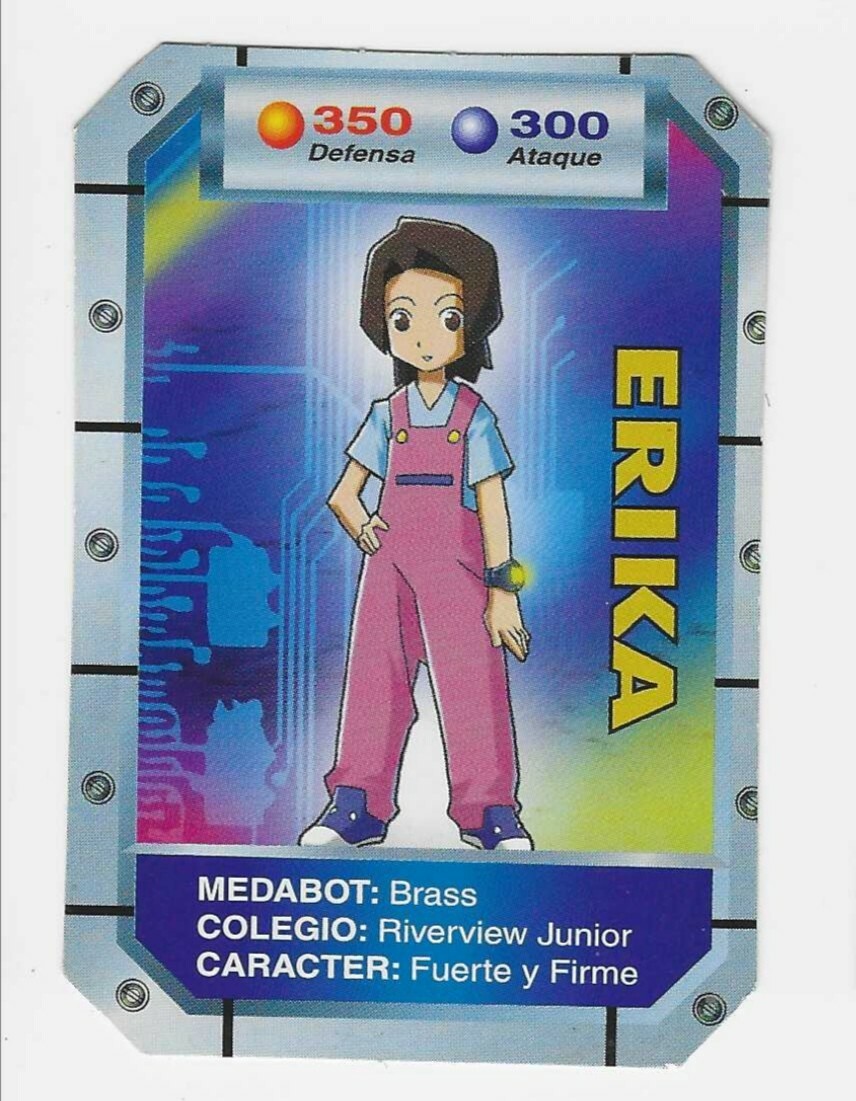 350
Defensa
300
Ataque
ERIKA
MEDABOT: Brass
COLEGIO: Riverview Junior
CARACTER: Fuerte y Firme